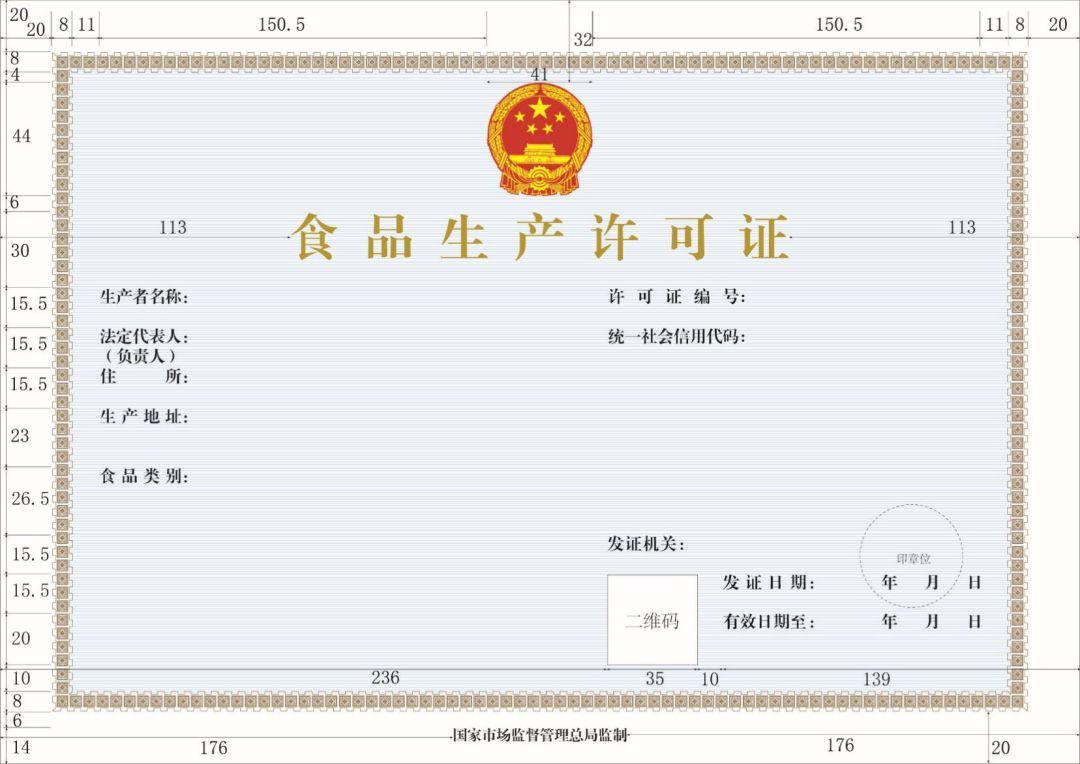 20
20 8 11 150.5 32 150.5 11 8 20
8
4 41
44
6
113 食品生产许可证 113
30
15.5 生产者名称: 许可证编号:
15.5 法定代表人: 统一社会信用代码:
(负责人)
15.5 住所:
23 生产地址:
26.5 食品类别:
15.5 发证机关: 印章位
15.5 发证日期: 年 月 日
二维码 有效日期至: 年 月 日
20
10 236 35 10 139
8
6
国家市场监督管理总局监制
14 176 176 20